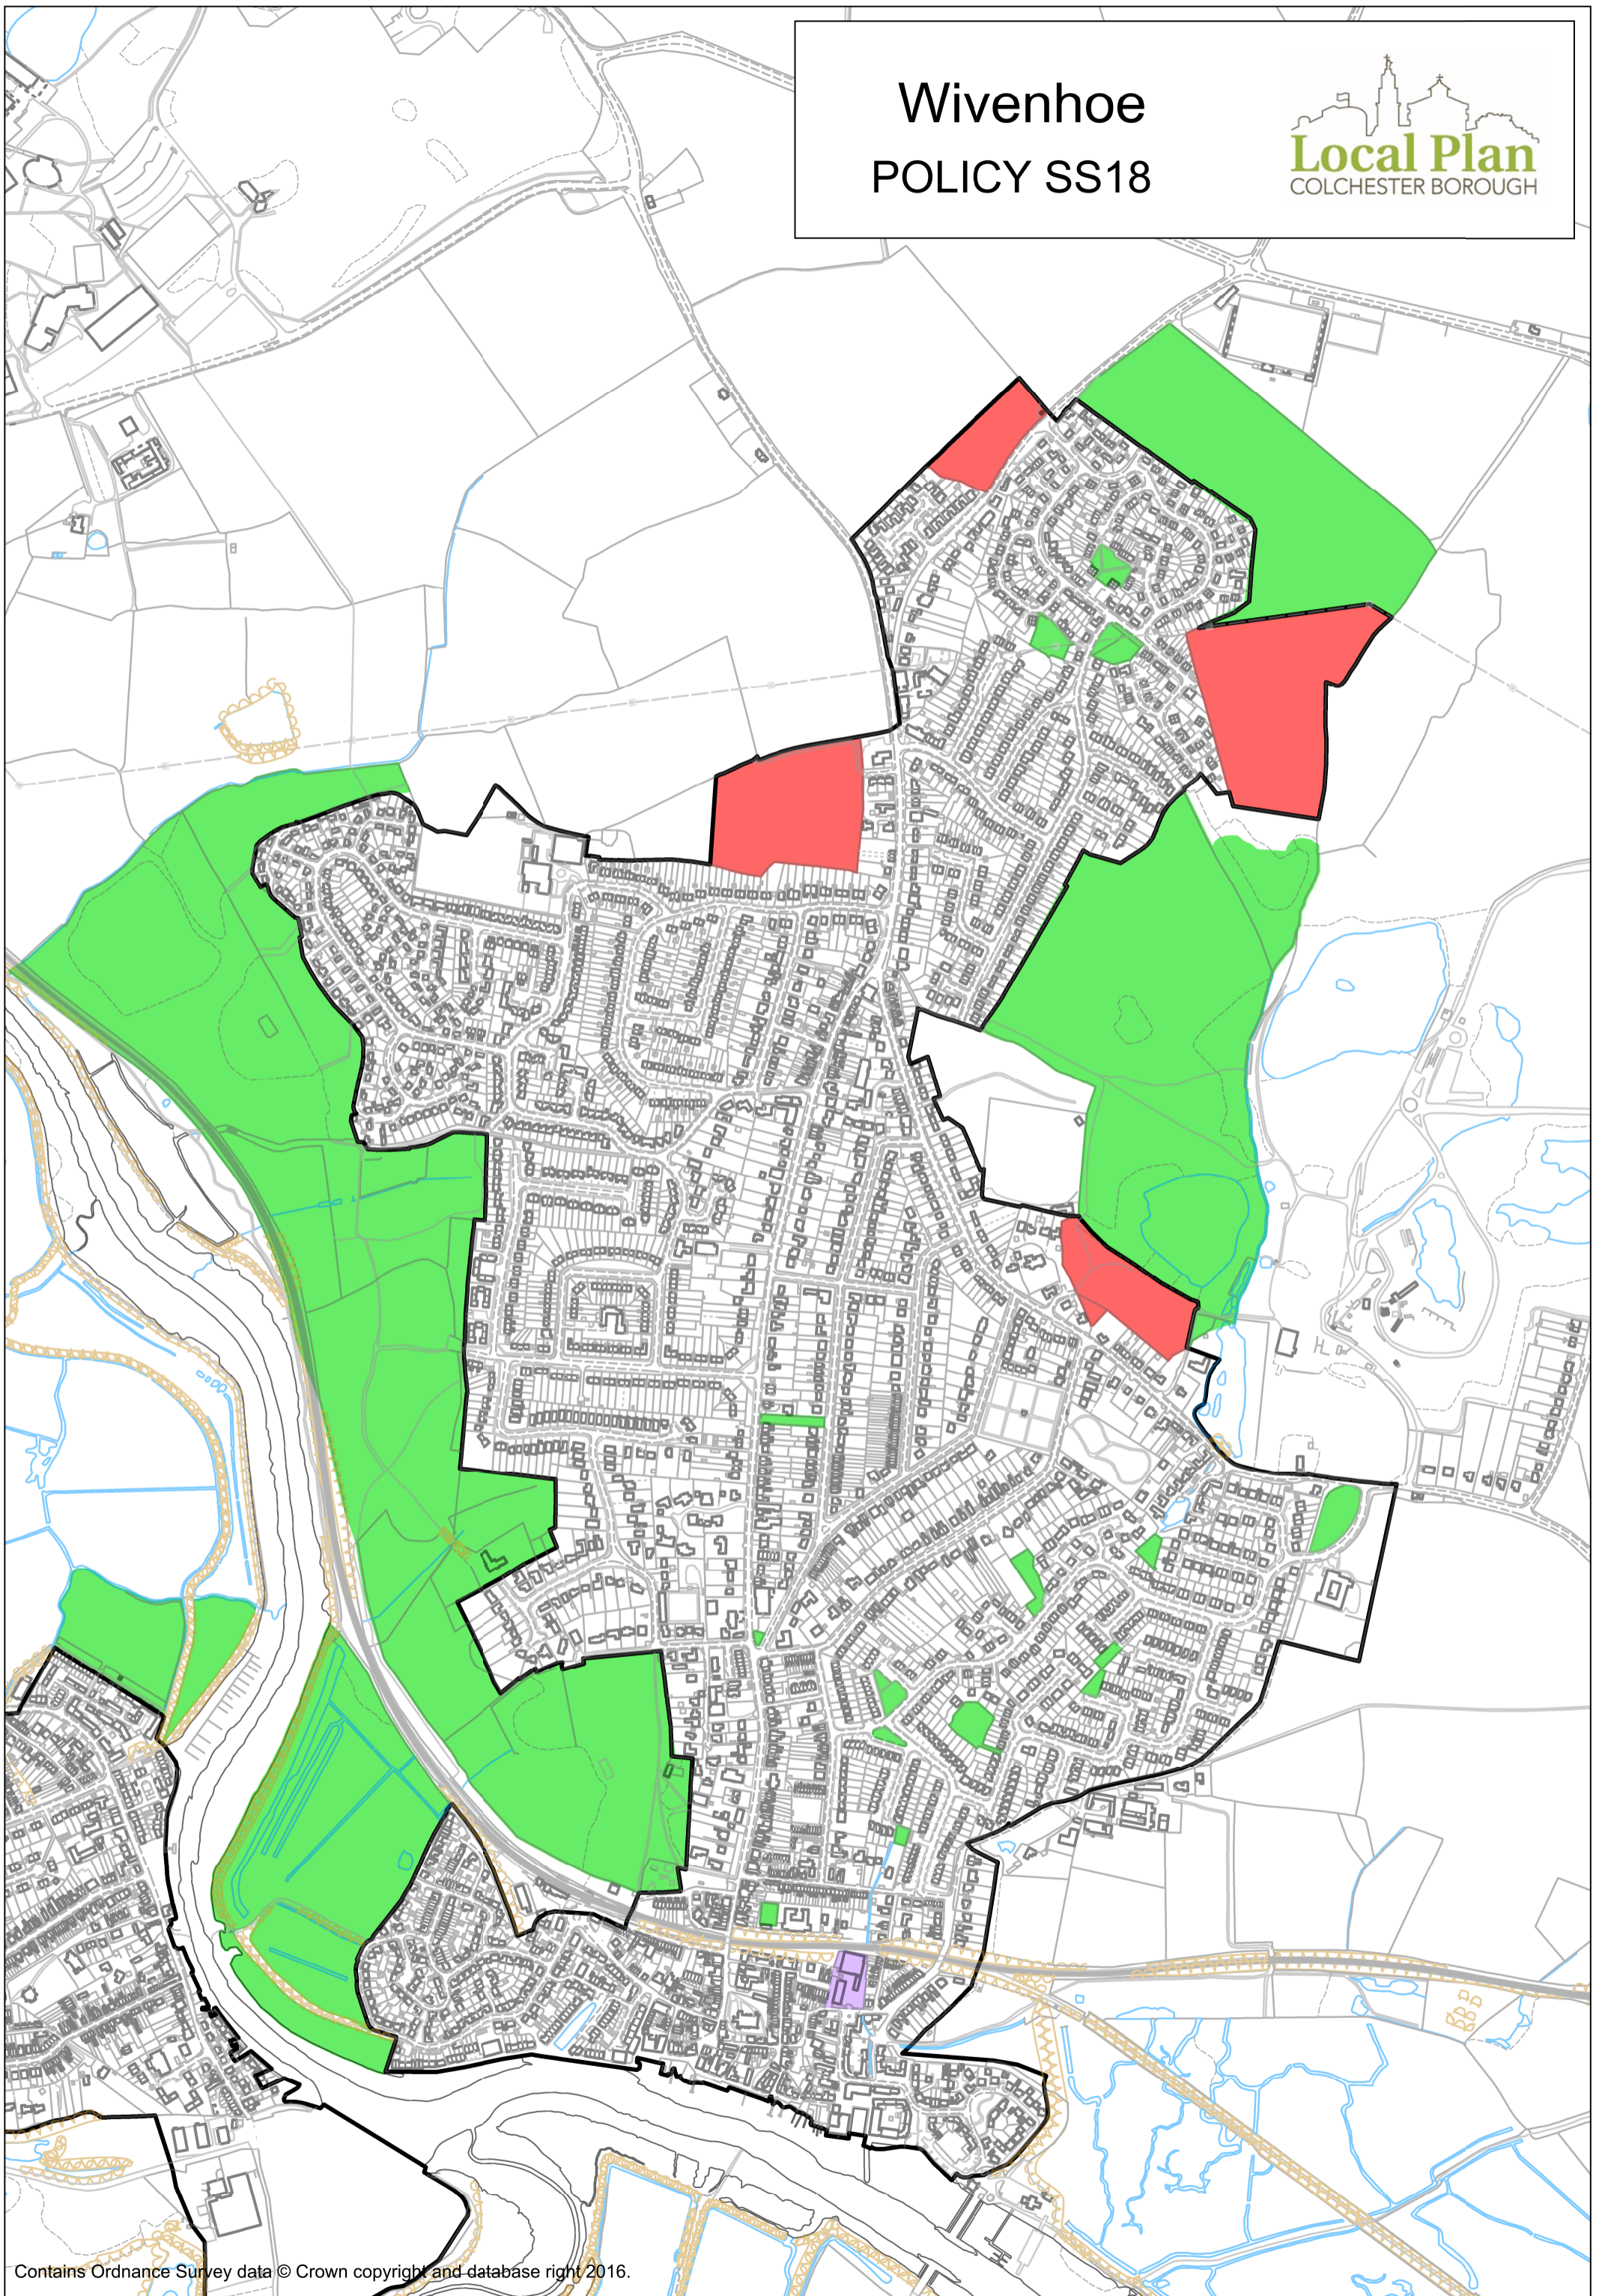 Wivenhoe
POLICY SS18
Local Plan
COLCHESTER BOROUGH
Contains Ordnance Survey data © Crown copyright and database right 2016.